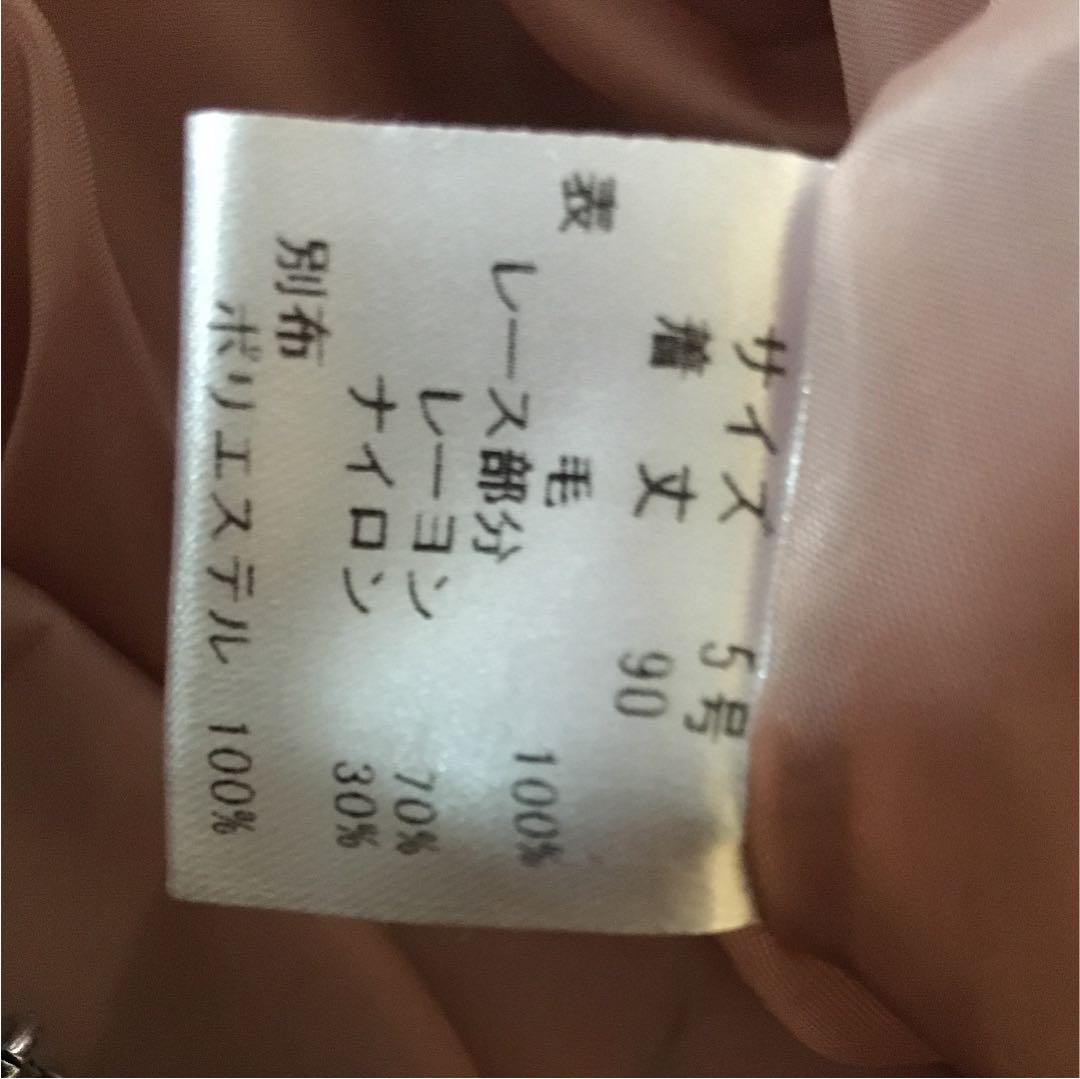 サイズ 5号
着丈 90
表
毛 100%
レース部分
レーヨン 70%
ナイロン 30%
別布
ポリエステル 100%